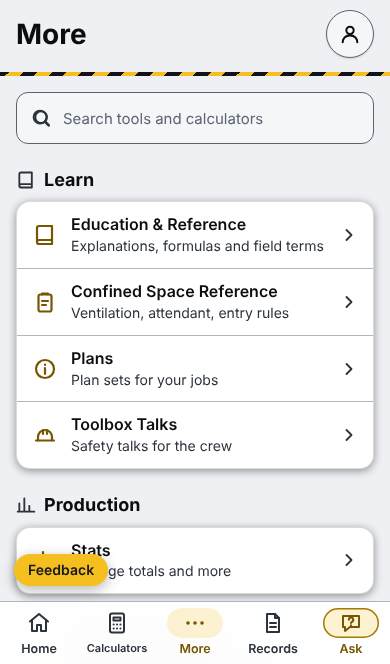 More
Search tools and calculators
Learn
Education & Reference
Explanations, formulas and field terms
Confined Space Reference
Ventilation, attendant, entry rules
Plans
Plan sets for your jobs
Toolbox Talks
Safety talks for the crew
Production
Stats
totals and more
Feedback
Home
Calculators
More
Records
Ask